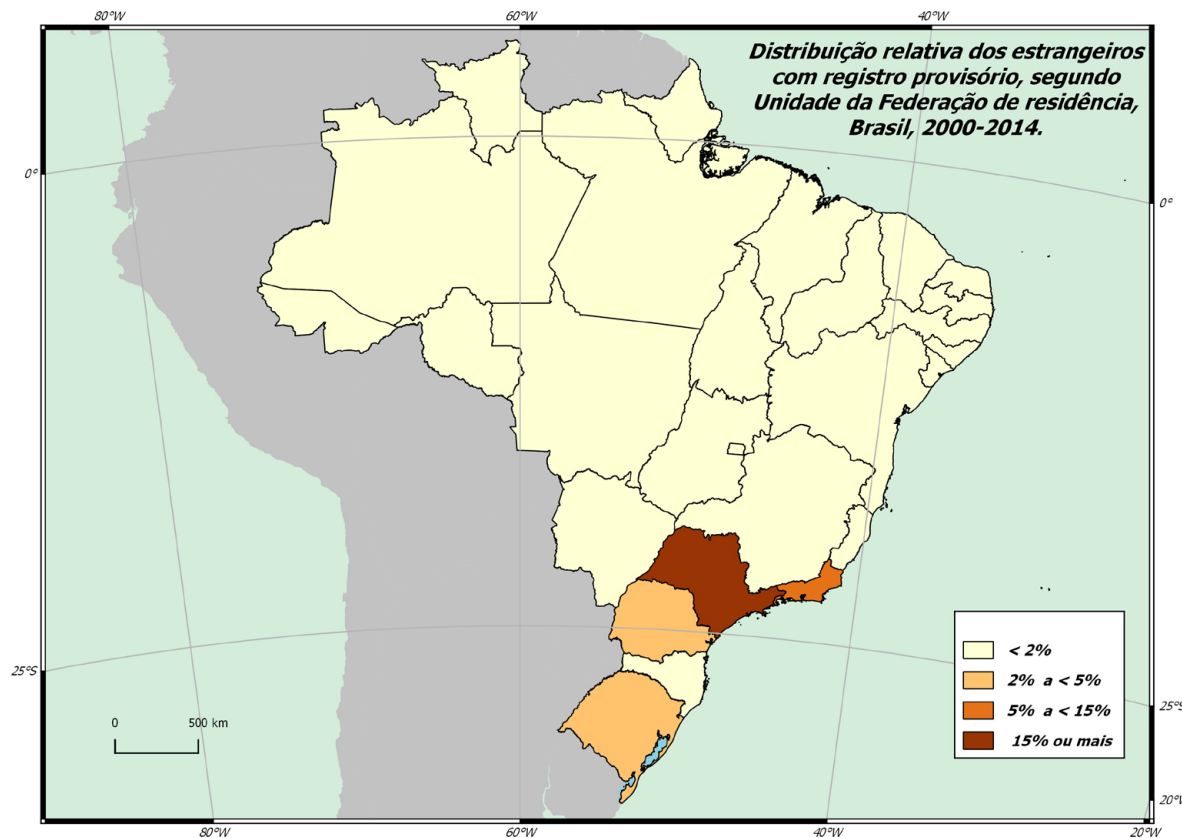 80°W
60°W
40°W
Distribuição relativa dos estrangeiros
com registro provisório, segundo
Unidade da Federação de residência,
Brasil, 2000-2014.
0°
0°
< 2%
2% a < 5%
5% a < 15%
15% ou mais
25°S
25°S
0 500 km
20°W
80°W
60°W
40°W
20°W